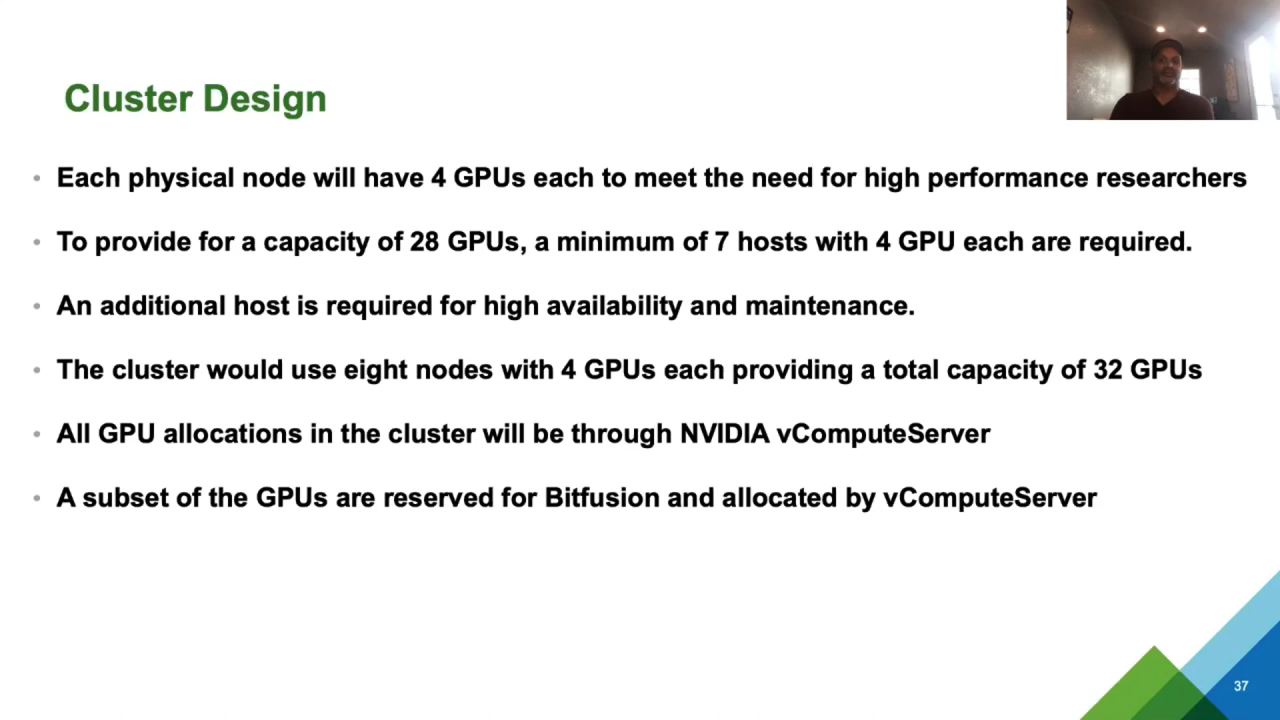 Cluster Design
• Each physical node will have 4 GPUs each to meet the need for high performance researchers
• To provide for a capacity of 28 GPUs, a minimum of 7 hosts with 4 GPU each are required.
• An additional host is required for high availability and maintenance.
• The cluster would use eight nodes with 4 GPUs each providing a total capacity of 32 GPUs
• All GPU allocations in the cluster will be through NVIDIA vComputeServer
• A subset of the GPUs are reserved for Bitfusion and allocated by vComputeServer
37